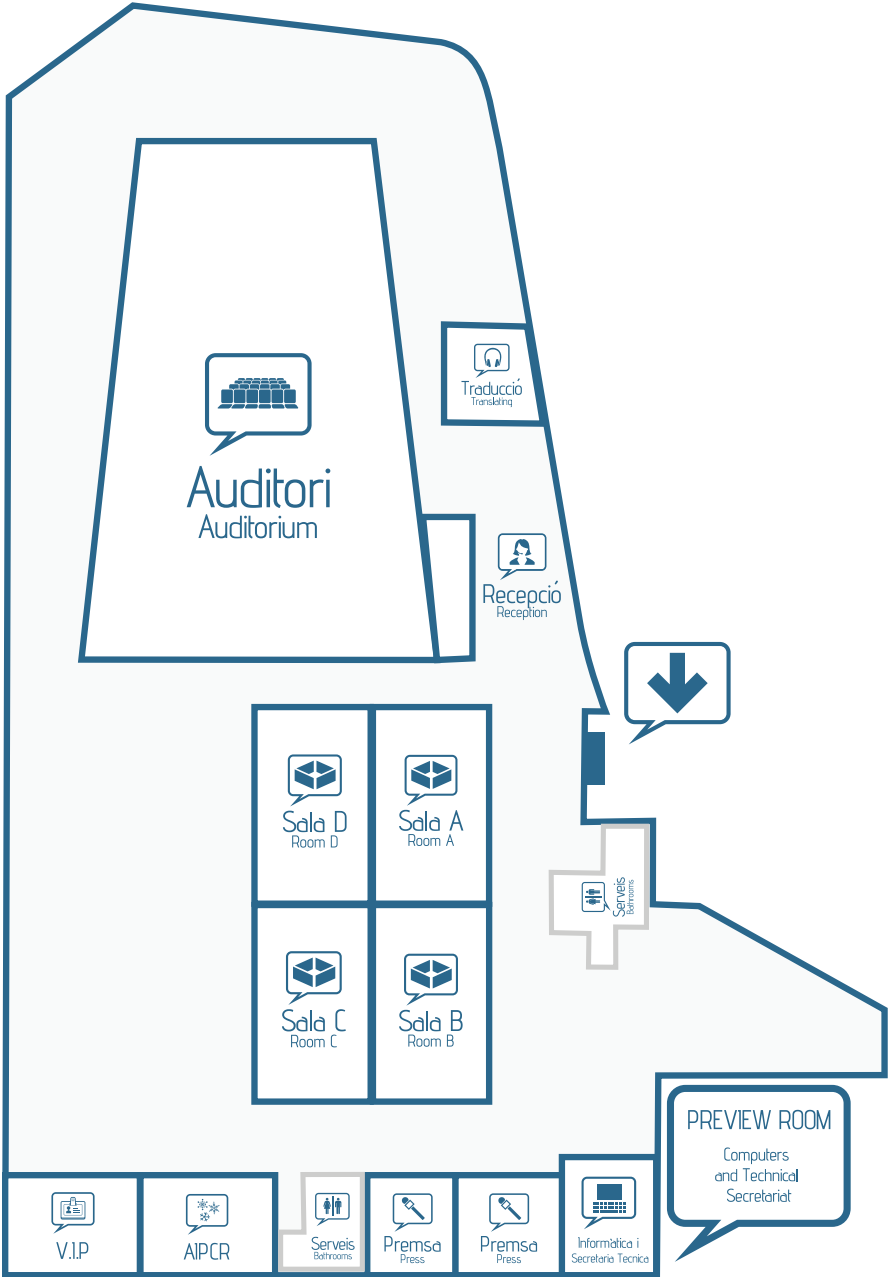 Traducció
Translating
Auditori
Auditorium
Recepció
Reception
Sala D
Room D
Sala A
Room A
Serveis
Bathrooms
Sala C
Room C
Sala B
Room B
PREVIEW ROOM
Computers
and Technical
Secretariat
V.I.P
AIPCR
Serveis
Bathrooms
Premsa
Press
Premsa
Press
Informàtica i
Secretaria Tecnica